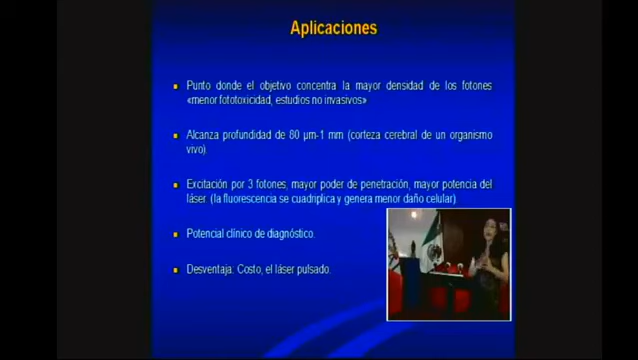 Aplicaciones
Punto donde el objetivo concentra la mayor densidad de los fotones
«menor fototoxicidad, estudios no invasivos»
Alcanza profundidad de 80 µm-1 mm (corteza cerebral de un organismo
vivo).
Excitación por 3 fotones, mayor poder de penetración, mayor potencia del
láser. (la fluorescencia se cuadriplica y genera menor daño celular).
Potencial clínico de diagnóstico.
Desventaja: Costo, el láser pulsado.